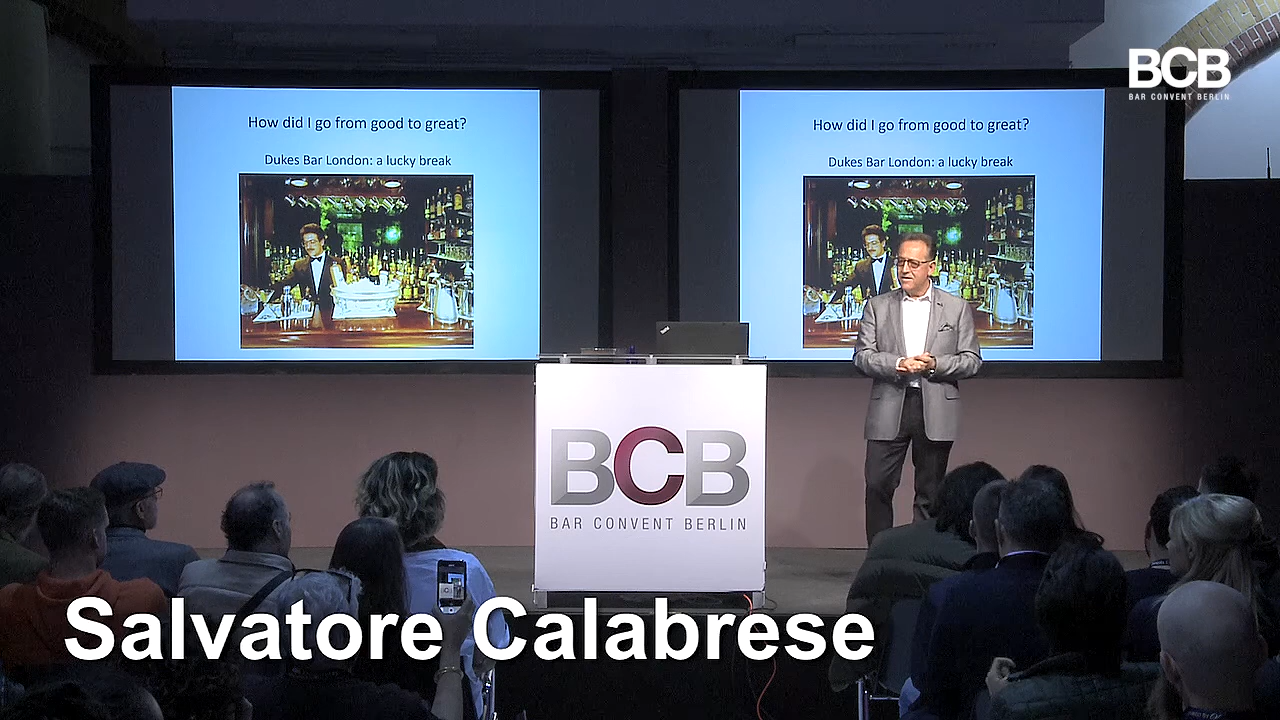 How did I go from good to great?
Dukes Bar London: a lucky break
How did I go from good to great?
Dukes Bar London: a lucky break
BCB
BAR CONVENT BERLIN
BCB
BAR CONVENT BERLIN
Salvatore Calabrese